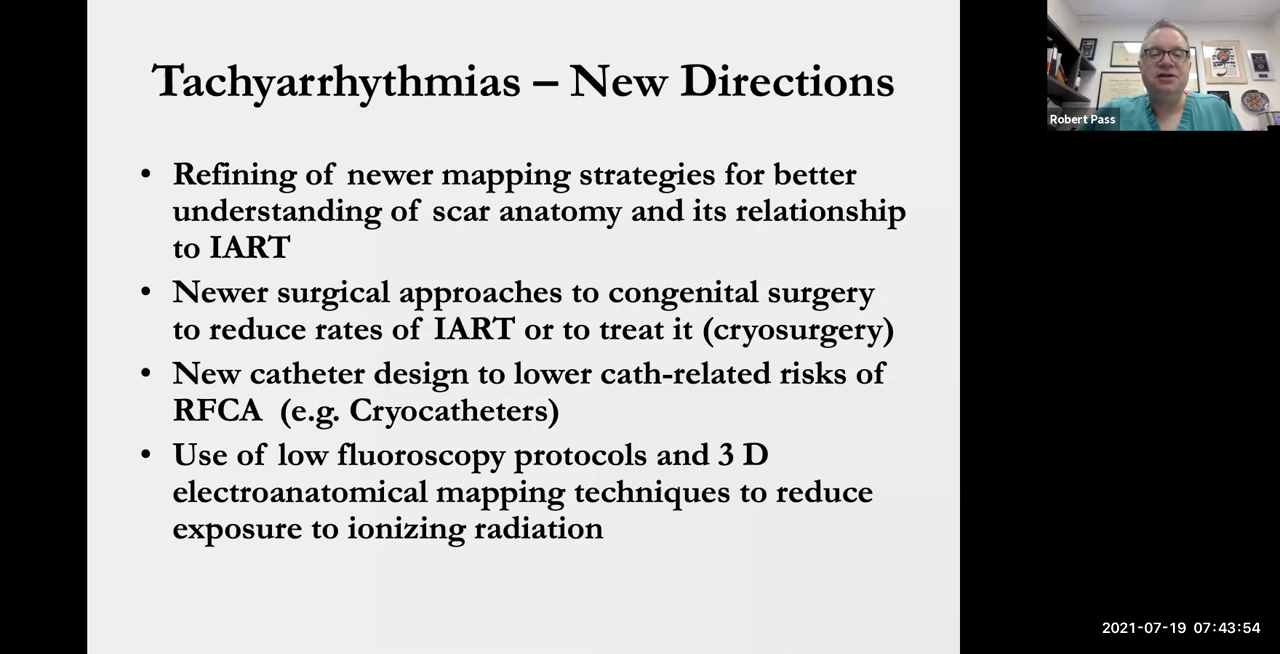 Tachyarrhythmias – New Directions
• Refining of newer mapping strategies for better
understanding of scar anatomy and its relationship
to IART
• Newer surgical approaches to congenital surgery
to reduce rates of IART or to treat it (cryosurgery)
• New catheter design to lower cath-related risks of
RFCA (e.g. Cryocatheters)
• Use of low fluoroscopy protocols and 3 D
electroanatomical mapping techniques to reduce
exposure to ionizing radiation
Robert Pass
2021-07-19 07:43:54